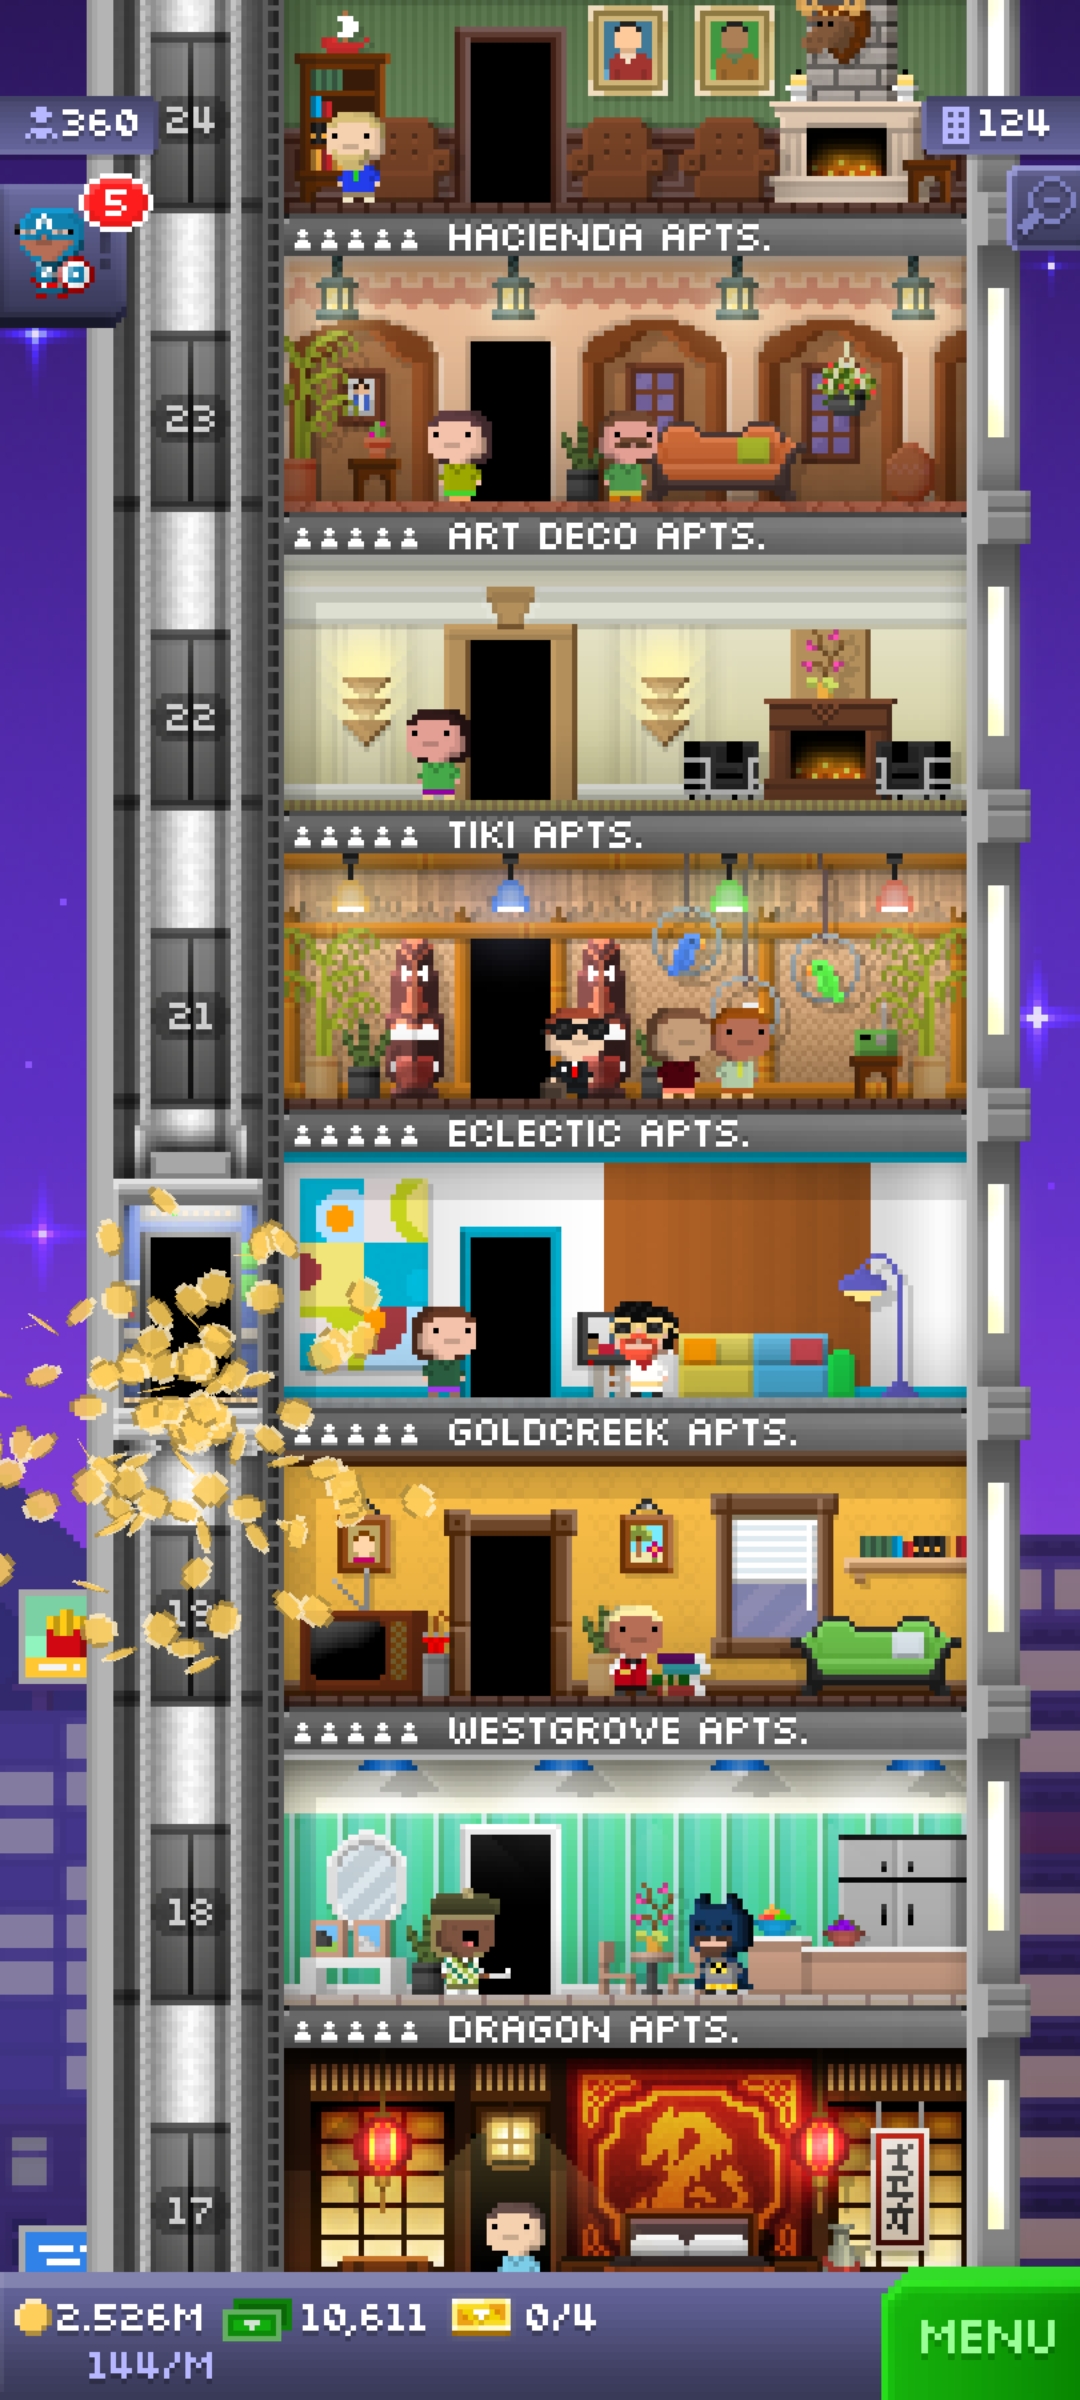 24
360
124
5
HACIENDA APTS.
23
ART DECO APTS.
22
TIKI APTS.
21
ECLECTIC APTS.
GOLDCREEK APTS.
19
WESTGROVE APTS.
18
DRAGON APTS.
17
2.526M
10,611
0/4
MENU
144/M